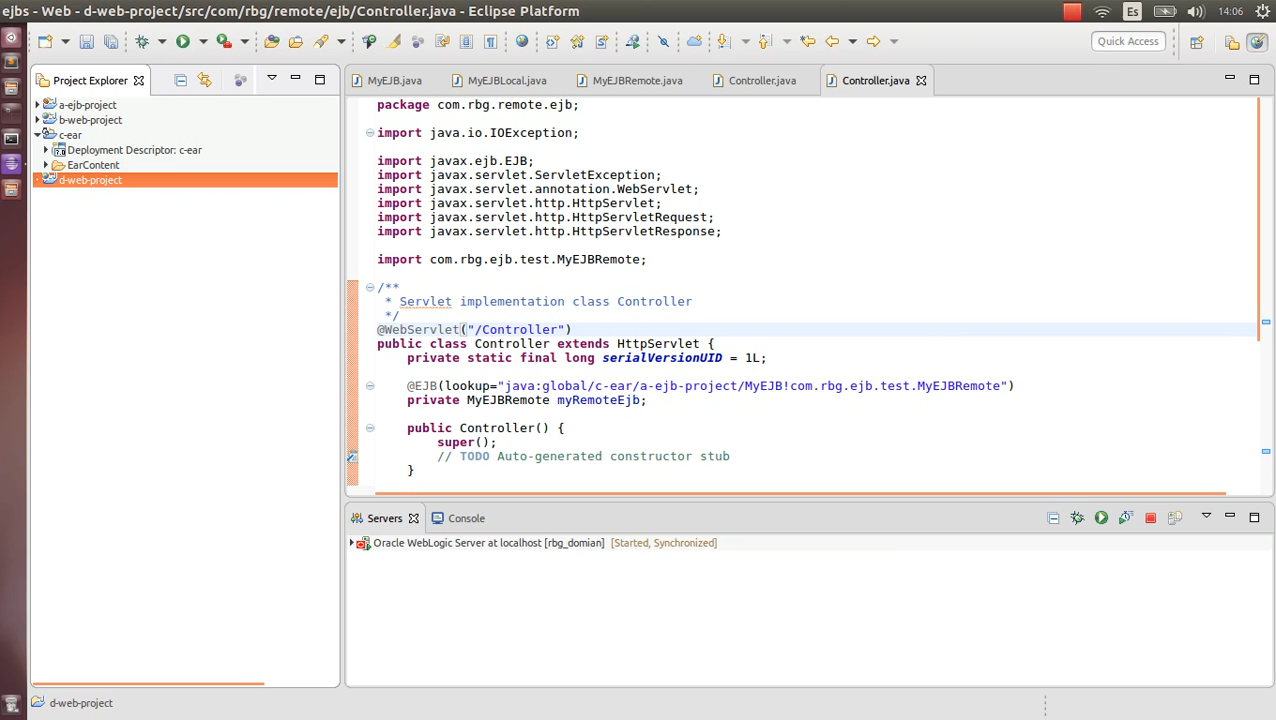 ejbs - Web - d-web-project/src/com/rbg/remote/ejb/Controller.java - Eclipse Platform
Es
14:06
Quick Access
Project Explorer
a-ejb-project
b-web-project
c-ear
Deployment Descriptor: c-ear
EarContent
d-web-project
MyEJB.java
MyEJBLocal.java
MyEJBRemote.java
Controller.java
Controller.java
package com.rbg.remote.ejb;
import java.io.IOException;
import javax.ejb.EJB;
import javax.servlet.ServletException;
import javax.servlet.annotation.WebServlet;
import javax.servlet.http.HttpServlet;
import javax.servlet.http.HttpServletRequest;
import javax.servlet.http.HttpServletResponse;
import com.rbg.ejb.test.MyEJBRemote;
/**
* Servlet implementation class Controller
*/
@WebServlet("/Controller")
public class Controller extends HttpServlet {
private static final long serialVersionUID = 1L;
@EJB(lookup="java:global/c-ear/a-ejb-project/MyEJB!com.rbg.ejb.test.MyEJBRemote")
private MyEJBRemote myRemoteEjb;
public Controller() {
super();
// TODO Auto-generated constructor stub
}
Servers
Console
Oracle WebLogic Server at localhost [rbg_domian] [Started, Synchronized]
d-web-project